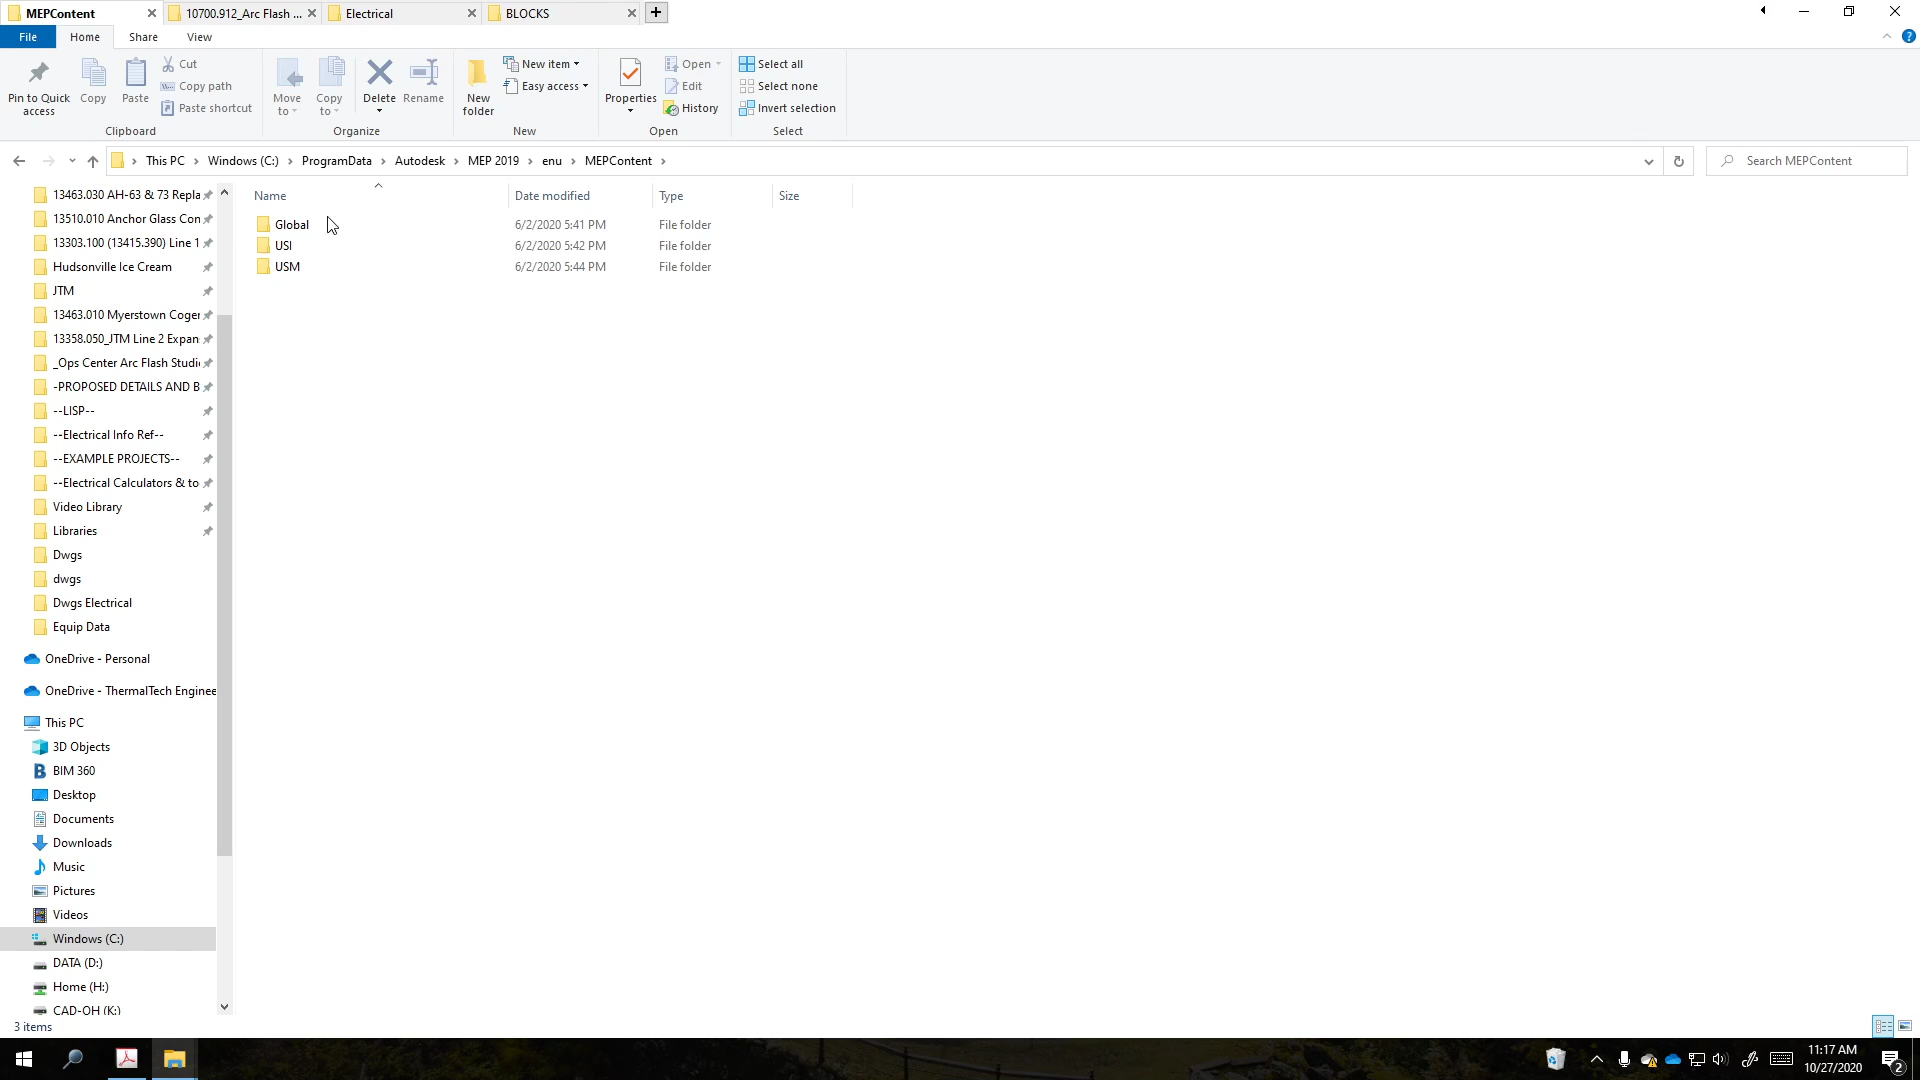 MEPContent
10700.912_Arc Flash ...
Electrical
BLOCKS
File
Home
Share
View
Pin to Quick access
Copy
Paste
Cut
Copy path
Paste shortcut
Clipboard
Move to
Copy to
Delete
Rename
Organize
New folder
New item
Easy access
New
Properties
Open
Edit
History
Open
Select all
Select none
Invert selection
Select
This PC > Windows (C:) > ProgramData > Autodesk > MEP 2019 > enu > MEPContent >
Search MEPContent
13463.030 AH-63 & 73 Repla
13510.010 Anchor Glass Con
13303.100 (13415.390) Line 1
Hudsonville Ice Cream
JTM
13463.010 Myerstown Coger
13358.050_JTM Line 2 Expan
_Ops Center Arc Flash Studi
-PROPOSED DETAILS AND B
--LISP--
--Electrical Info Ref--
--EXAMPLE PROJECTS--
--Electrical Calculators & to
Video Library
Libraries
Dwgs
dwgs
Dwgs Electrical
Equip Data
OneDrive - Personal
OneDrive - ThermalTech Enginee
This PC
3D Objects
BIM 360
Desktop
Documents
Downloads
Music
Pictures
Videos
Windows (C:)
DATA (D:)
Home (H:)
CAD-OH (K:)
Name Date modified Type Size
Global 6/2/2020 5:41 PM File folder
USI 6/2/2020 5:42 PM File folder
USM 6/2/2020 5:44 PM File folder
3 items
11:17 AM
10/27/2020
2